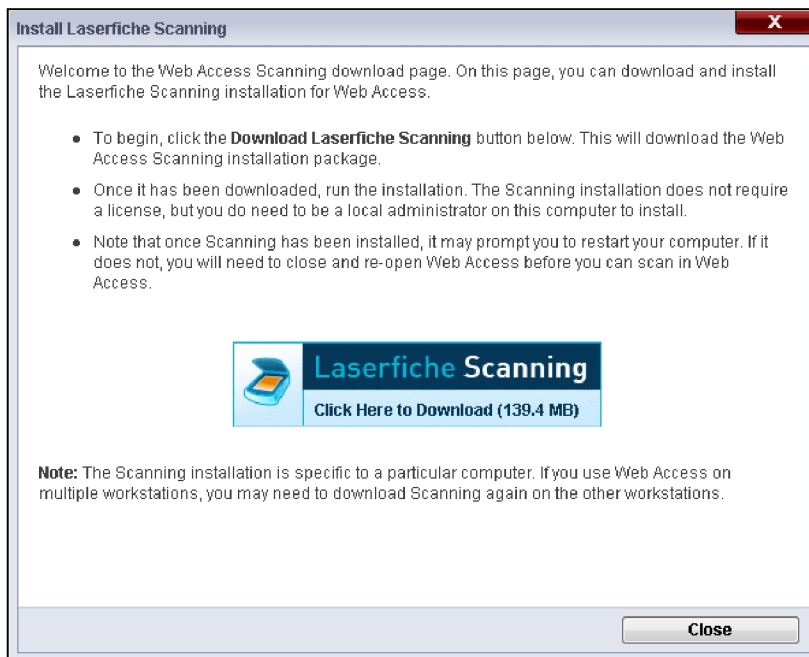 Install Laserfiche Scanning
X
Welcome to the Web Access Scanning download page. On this page, you can download and install
the Laserfiche Scanning installation for Web Access.
• To begin, click the Download Laserfiche Scanning button below. This will download the Web
Access Scanning installation package.
• Once it has been downloaded, run the installation. The Scanning installation does not require
a license, but you do need to be a local administrator on this computer to install.
• Note that once Scanning has been installed, it may prompt you to restart your computer. If it
does not, you will need to close and re-open Web Access before you can scan in Web
Access.
Laserfiche Scanning
Click Here to Download (139.4 MB)
Note: The Scanning installation is specific to a particular computer. If you use Web Access on
multiple workstations, you may need to download Scanning again on the other workstations.
Close